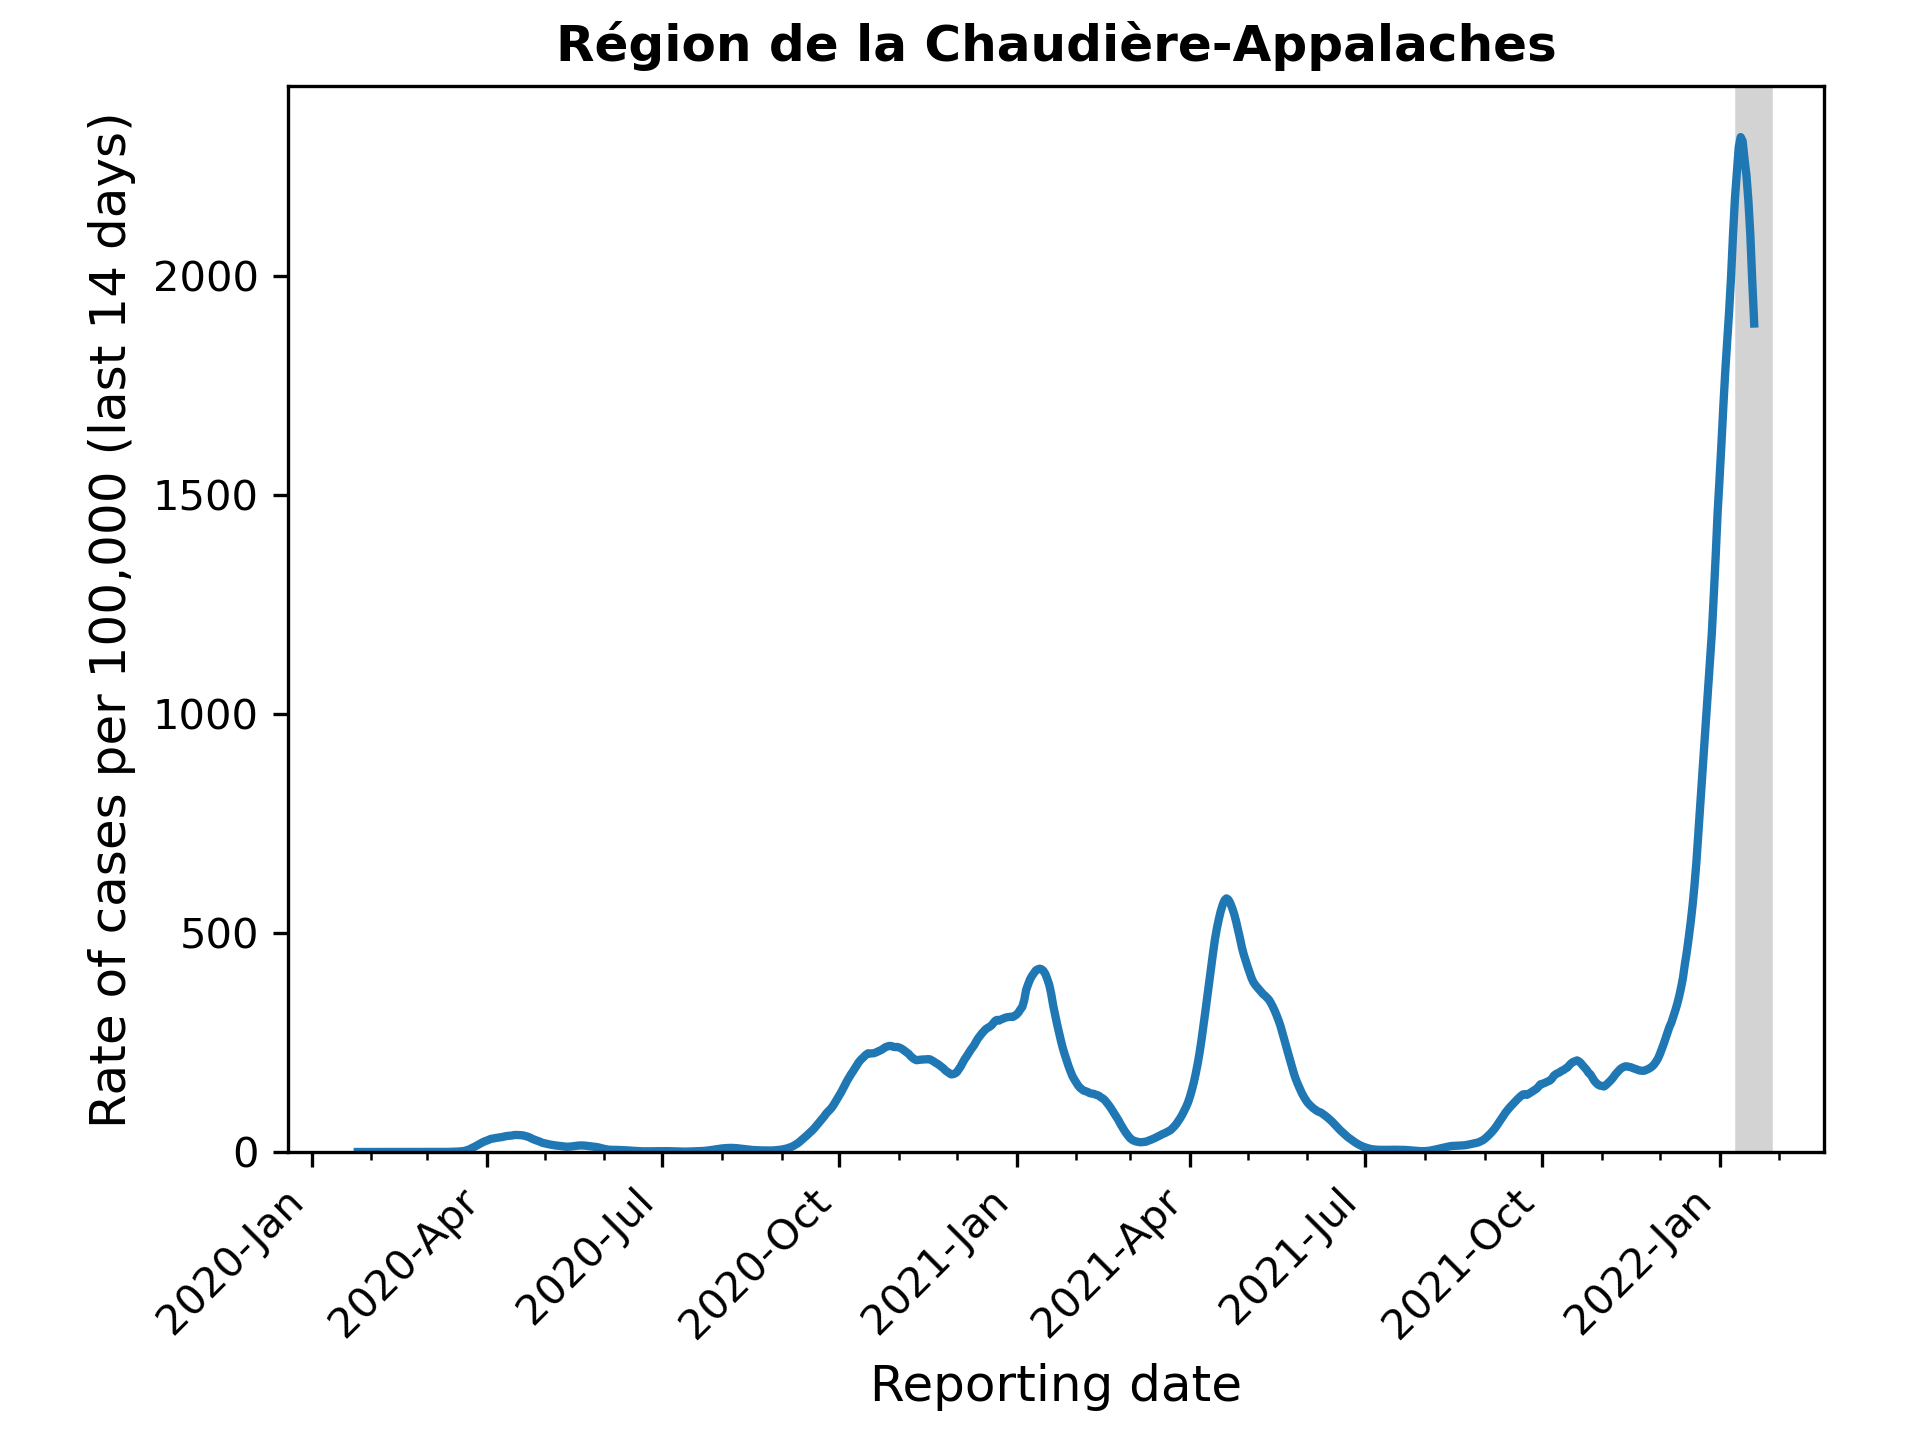 Région de la Chaudière-Appalaches
Rate of cases per 100,000 (last 14 days)
2000
1500
1000
500
0
2020-Jan
2020-Apr
2020-Jul
2020-Oct
2021-Jan
2021-Apr
2021-Jul
2021-Oct
2022-Jan
Reporting date